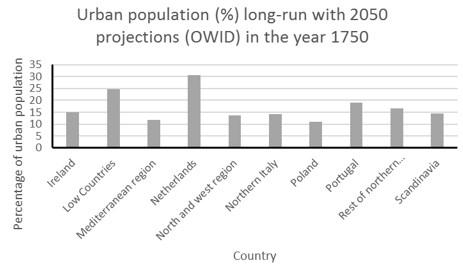 Urban population (%) long-run with 2050
projections (OWID) in the year 1750
Percentage of urban population
35
30
25
20
15
10
5
0
Ireland
Low Countries
Mediterranean region
Netherlands
North and west region
Northern Italy
Poland
Portugal
Rest of northern...
Scandinavia
Country